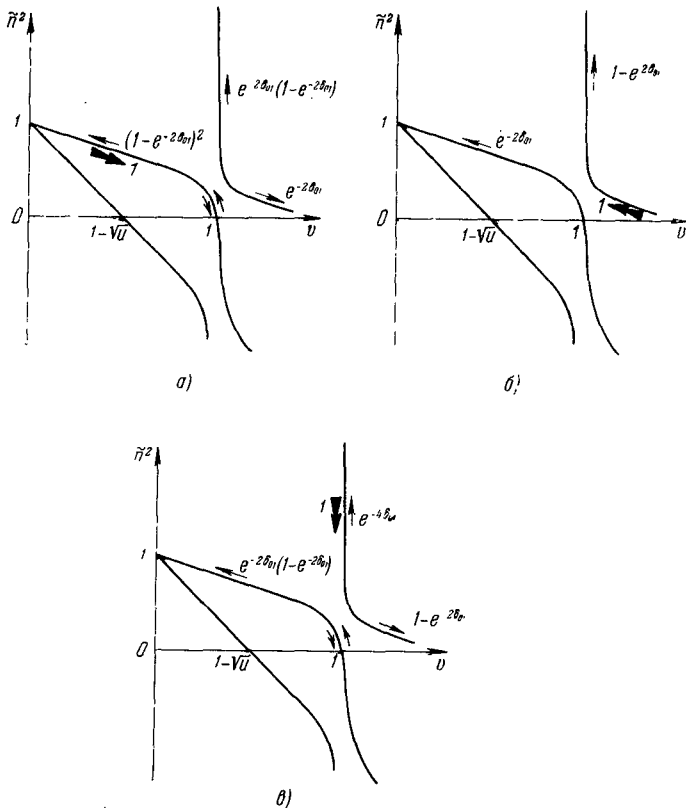 ñ²
e^{-2δ₀₁}(1-e^{-2δ₀₁})
1
(1-e^{-2δ₀₁})²
1
e^{-2δ₀₁}
0
1-√u
1
υ
а)
ñ²
1-e^{-2δ₀₁}
1
e^{-2δ₀₁}
1
0
1-√u
1
υ
б)
ñ²
1
e^{-4δ₀₁}
1
e^{-2δ₀₁}(1-e^{-2δ₀₁})
1-e^{-2δ₀₁}
0
1-√u
1
υ
в)